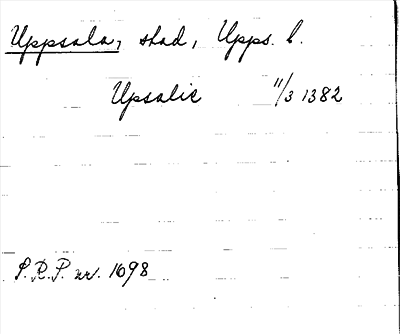 Uppsala, stad, Upps. l.
Upsalie 11/3 1382
S.R.P. nr. 1698